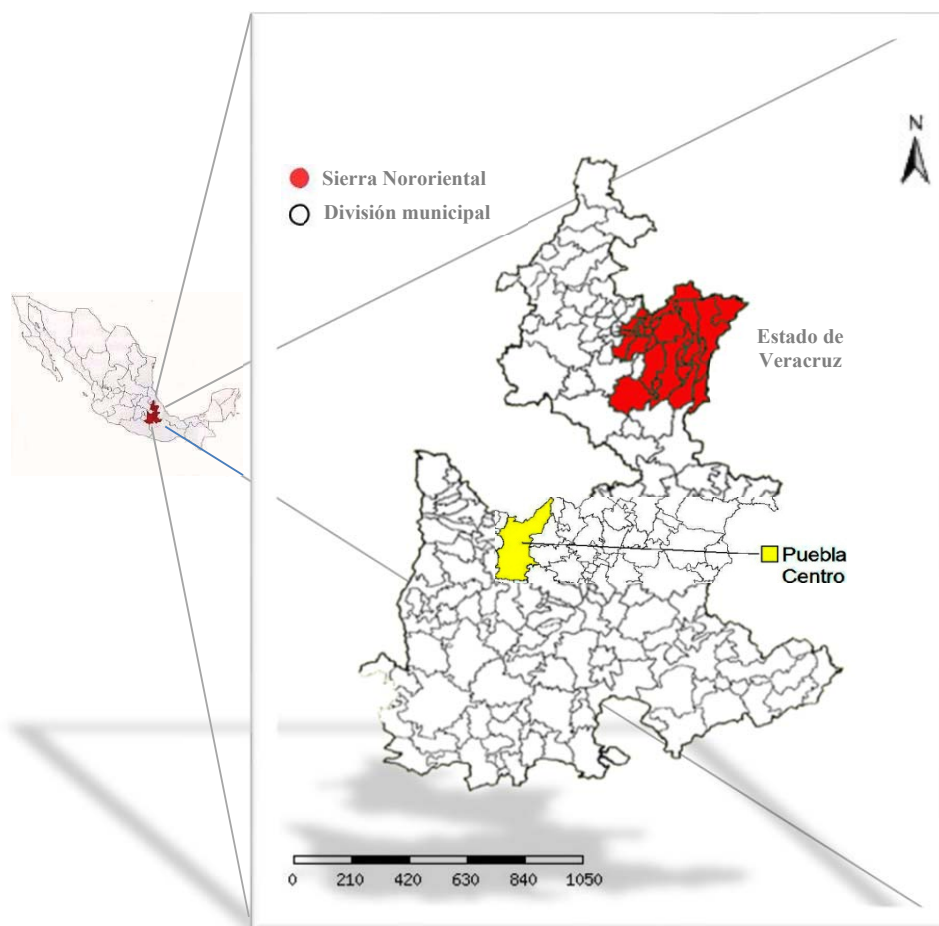 N
Sierra Nororiental
División municipal
Estado de
Veracruz
Puebla
Centro
0 210 420 630 840 1050